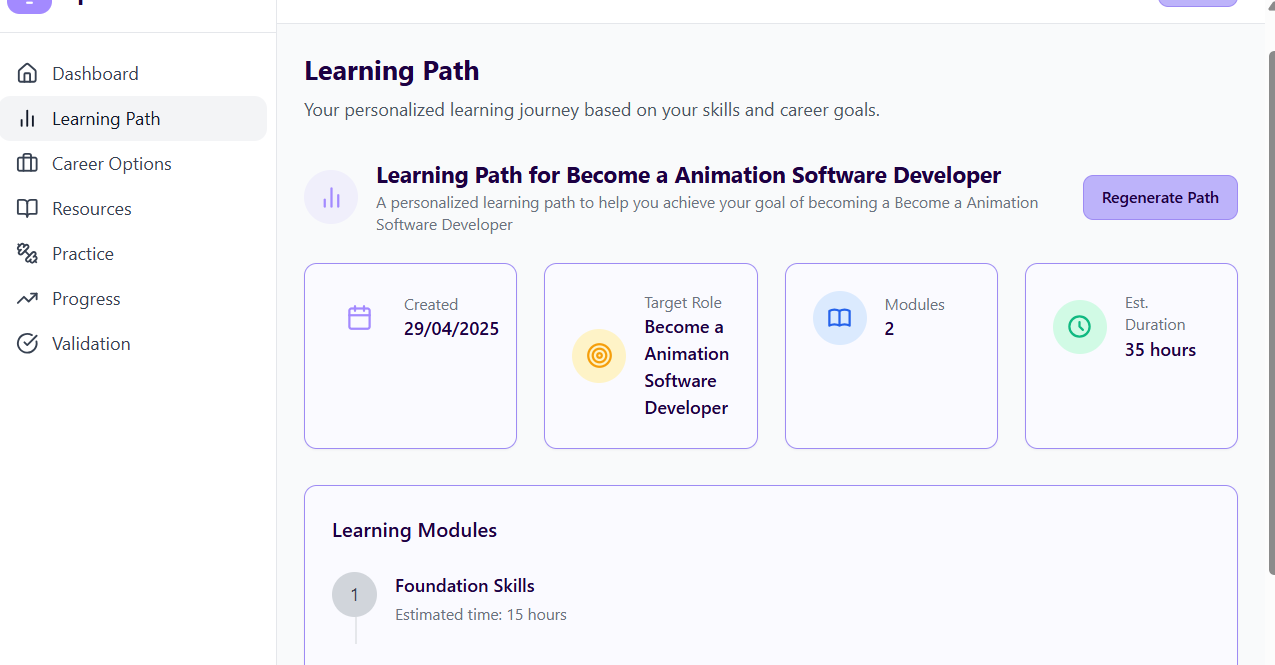 Dashboard
Learning Path
Career Options
Resources
Practice
Progress
Validation
Learning Path
Your personalized learning journey based on your skills and career goals.
Learning Path for Become a Animation Software Developer
A personalized learning path to help you achieve your goal of becoming a Become a Animation
Software Developer
Regenerate Path
Created
29/04/2025
Target Role
Become a
Animation
Software
Developer
Modules
2
Est.
Duration
35 hours
Learning Modules
1
Foundation Skills
Estimated time: 15 hours